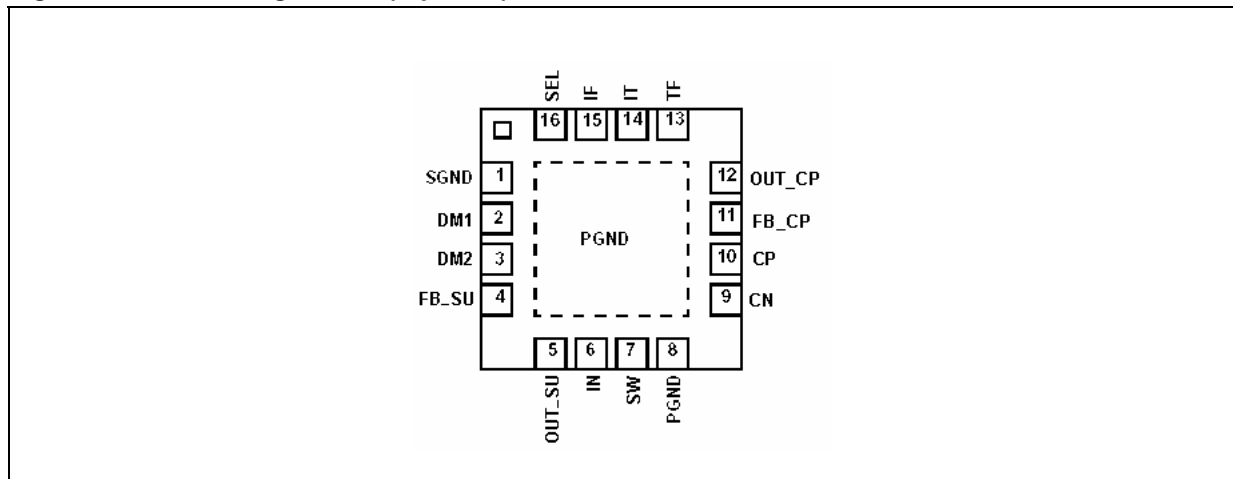 SEL IF IT TF
16 15 14 13
SGND 1 12 OUT_CP
DM1 2 11 FB_CP
PGND
DM2 3 10 CP
FB_SU 4 9 CN
5 6 7 8
OUT_SU IN SW PGND